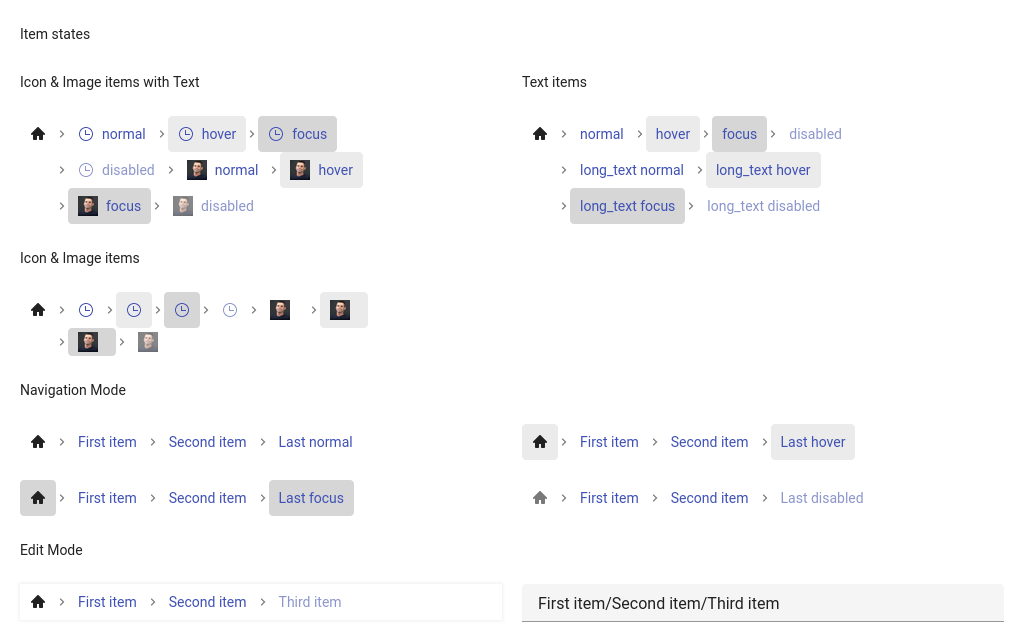 Item states
Icon & Image items with Text
normal hover focus
disabled normal hover
focus disabled
Text items
normal hover focus disabled
long_text normal long_text hover
long_text focus long_text disabled
Icon & Image items
Navigation Mode
First item Second item Last normal
First item Second item Last hover
First item Second item Last focus
First item Second item Last disabled
Edit Mode
First item Second item Third item
First item/Second item/Third item